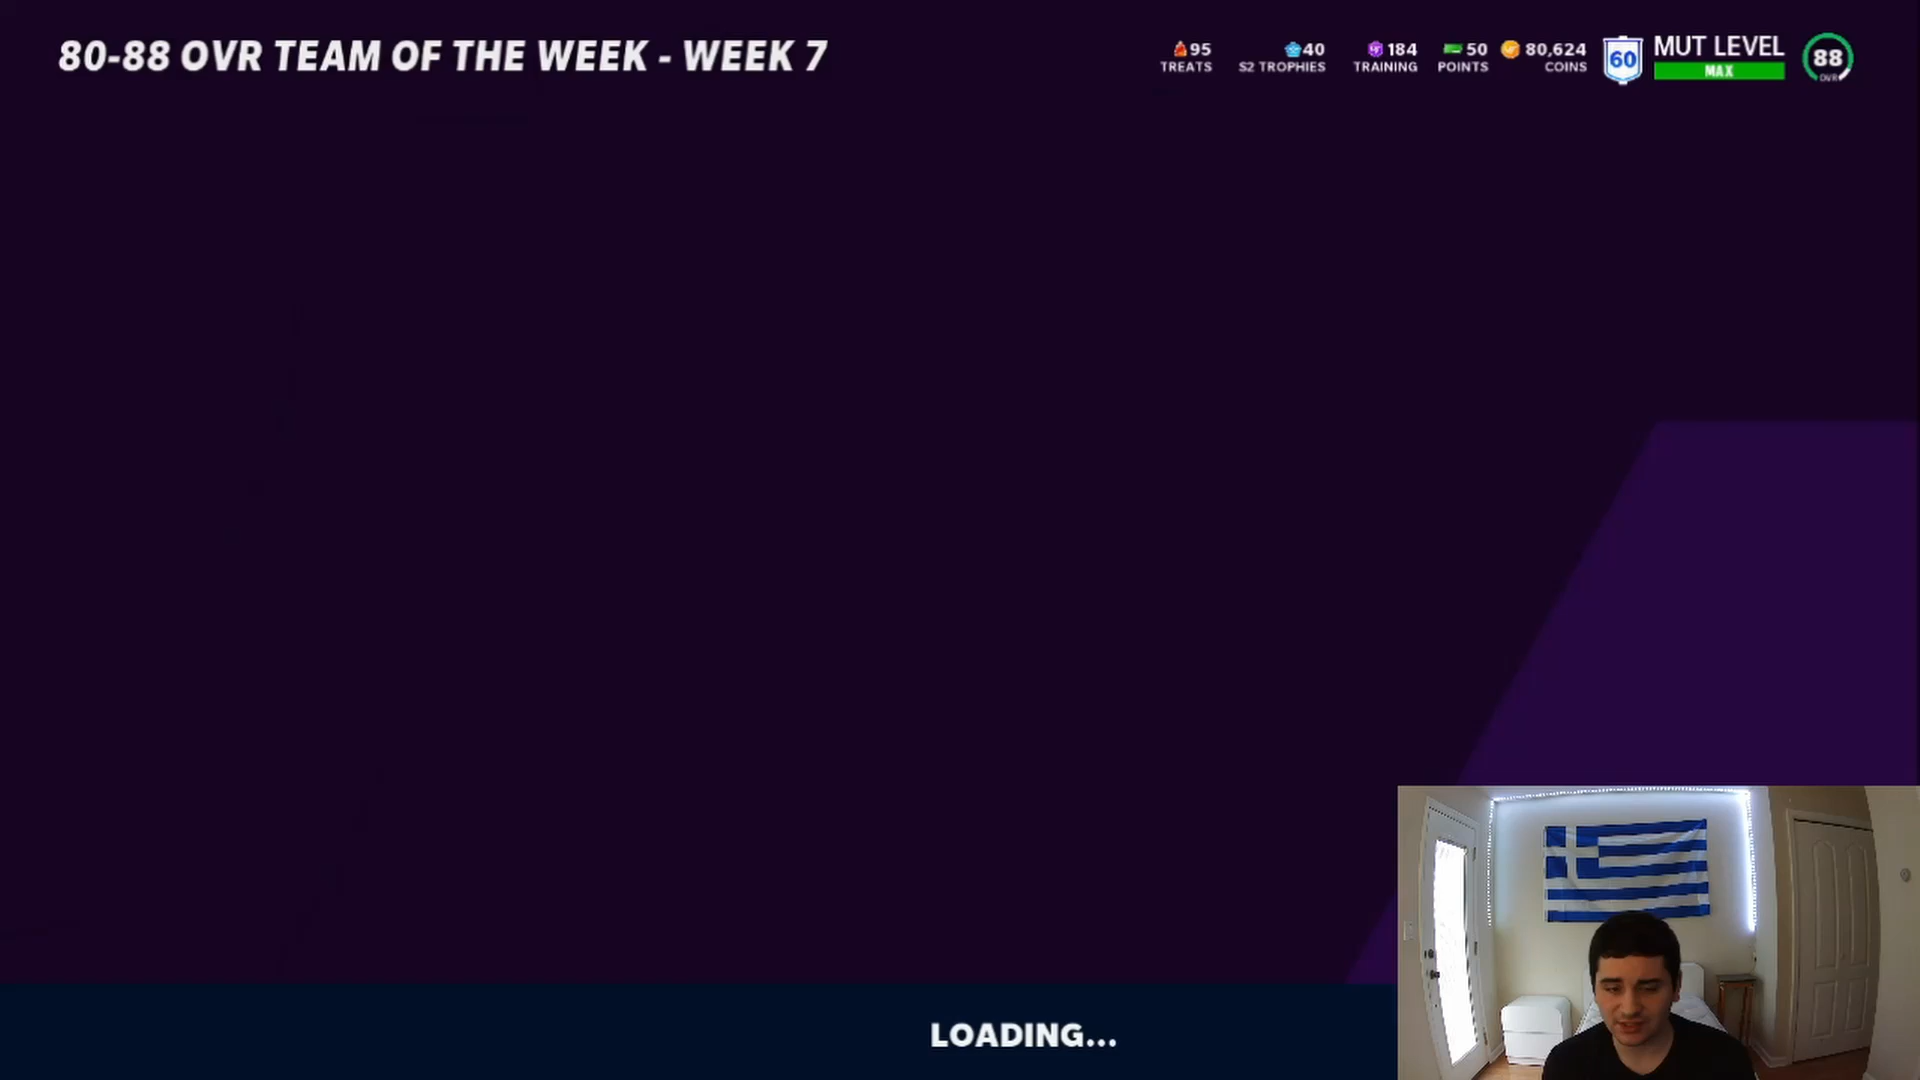 80-88 OVR TEAM OF THE WEEK - WEEK 7
95 TREATS
40 S2 TROPHIES
184 TRAINING
50 POINTS
80,624 COINS
60
MUT LEVEL
MAX
88
OVR
LOADING...